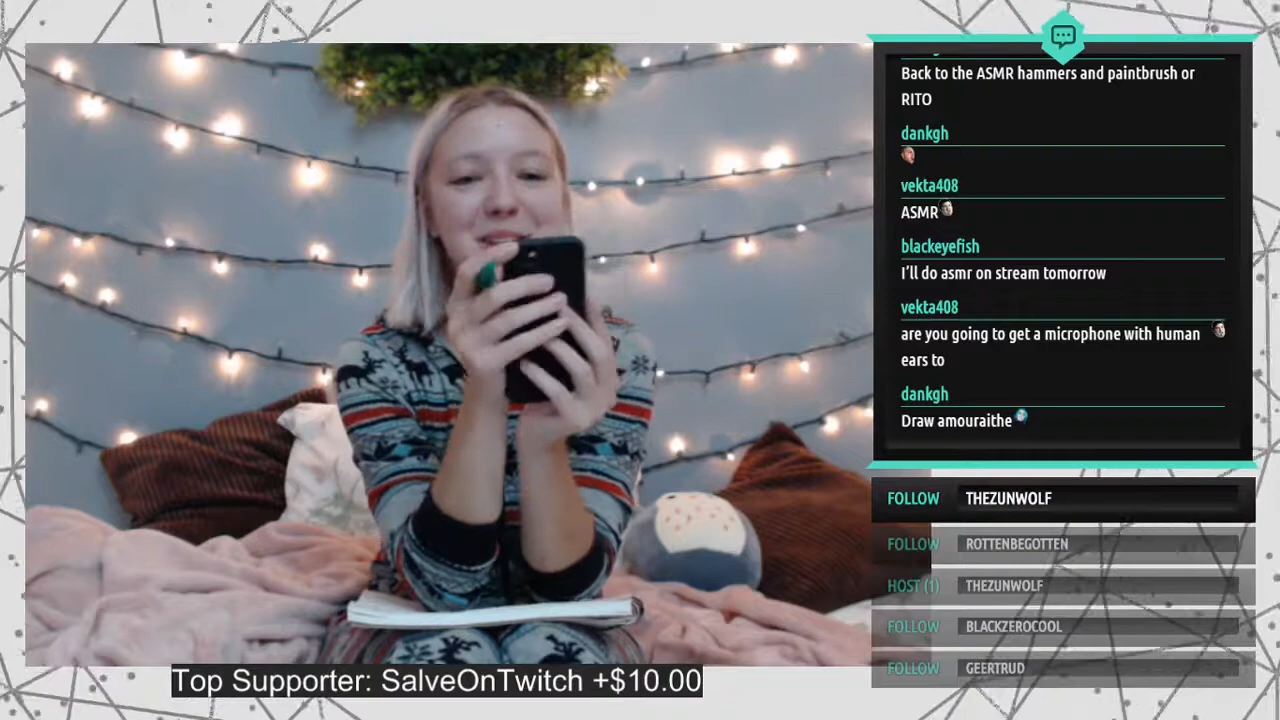 Back to the ASMR hammers and paintbrush or
RITO
dankgh
vekta408
ASMR
blackeyefish
I'll do asmr on stream tomorrow
vekta408
are you going to get a microphone with human
ears to
dankgh
Draw amouraithe
FOLLOW THEZUNWOLF
FOLLOW ROTTENBEGOTTEN
HOST (1) THEZUNWOLF
FOLLOW BLACKZEROCOOL
FOLLOW GEERTRUD
Top Supporter: SalveOnTwitch +$10.00